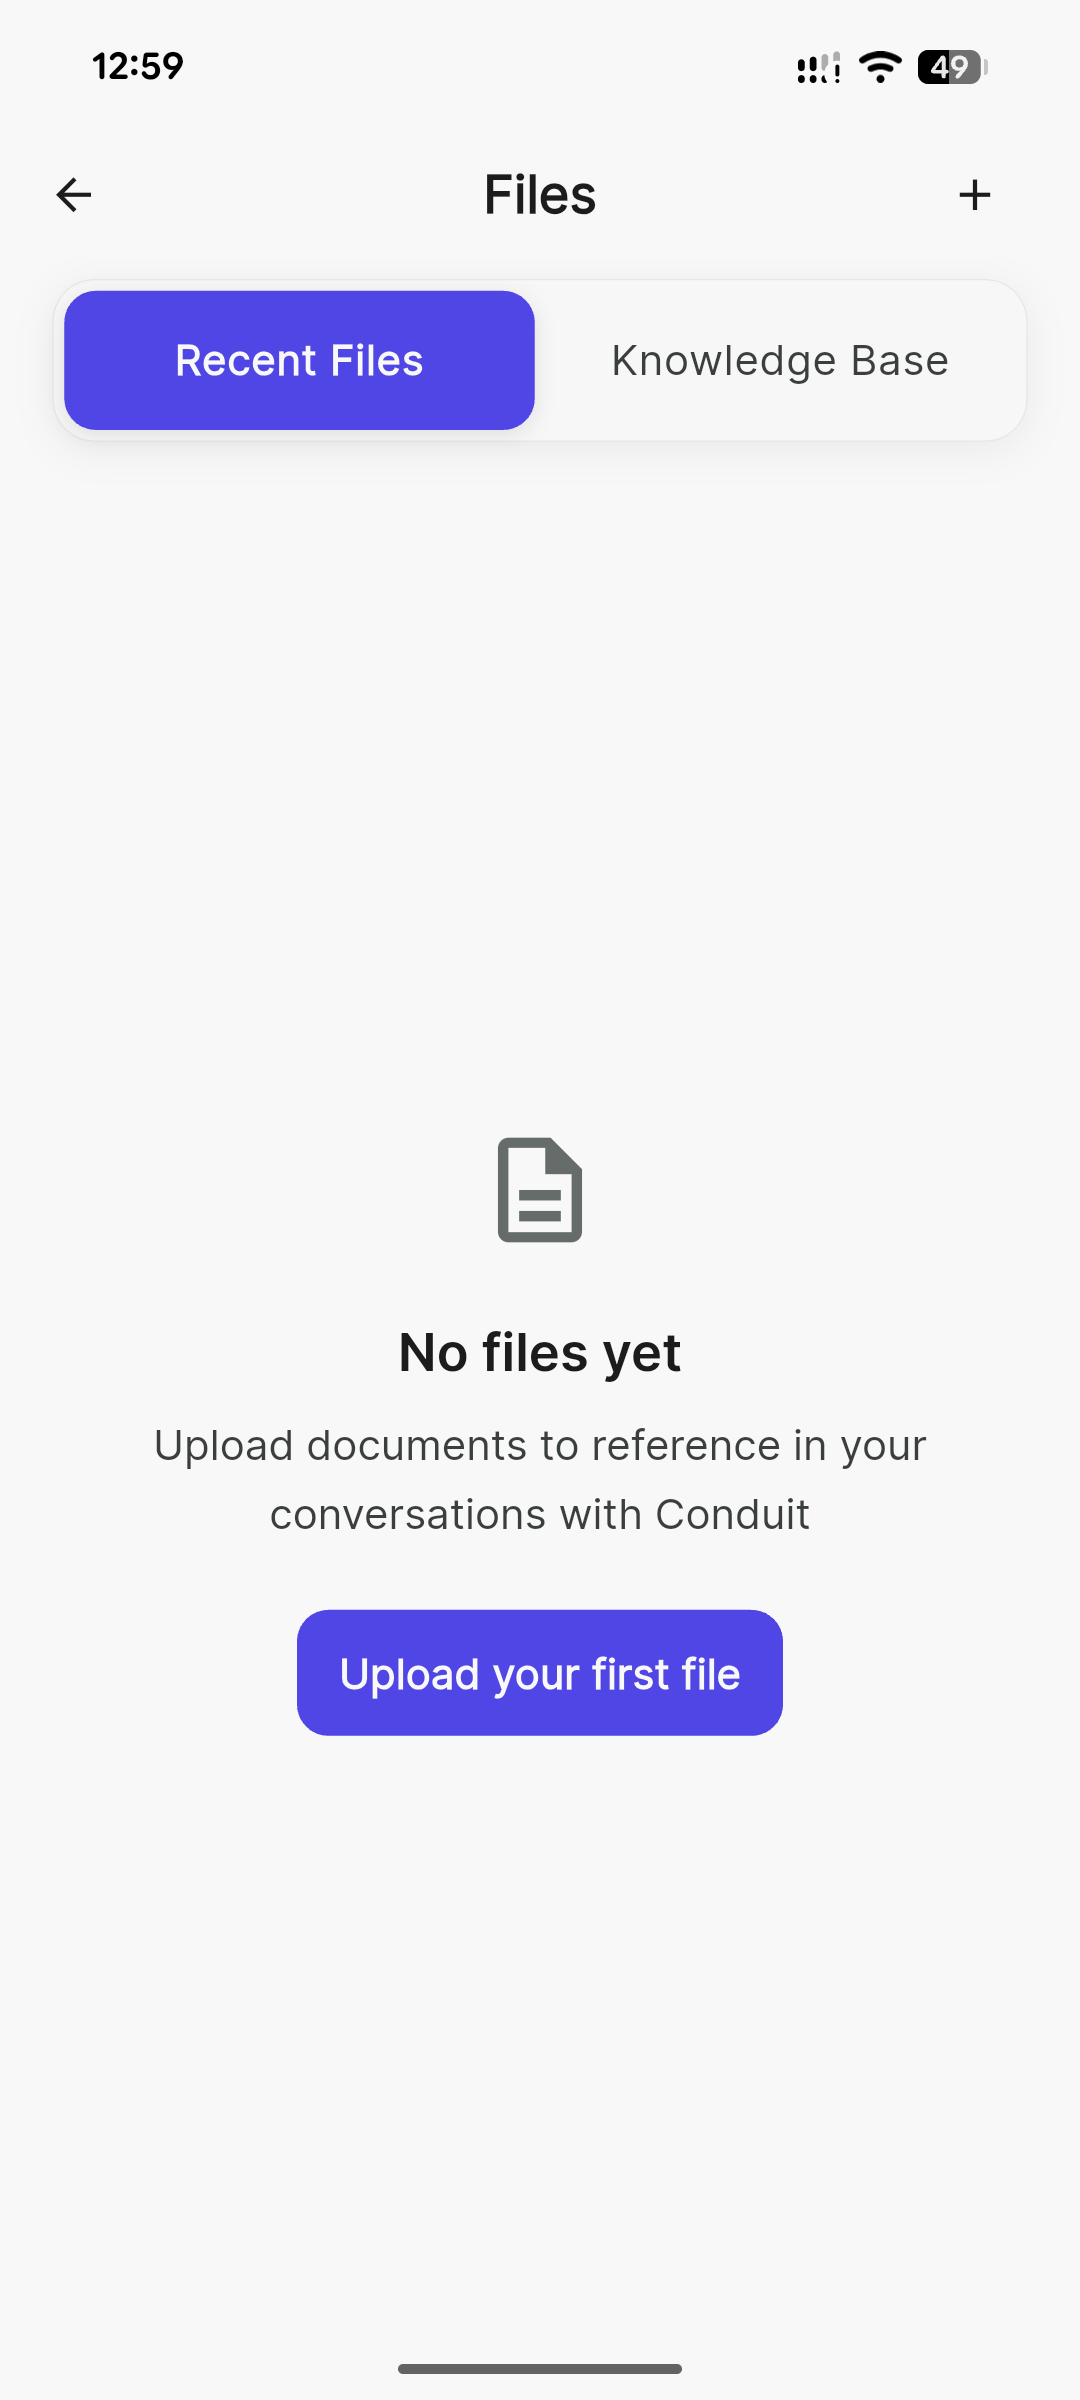 12:59
49
Files
Recent Files
Knowledge Base
No files yet
Upload documents to reference in your
conversations with Conduit
Upload your first file